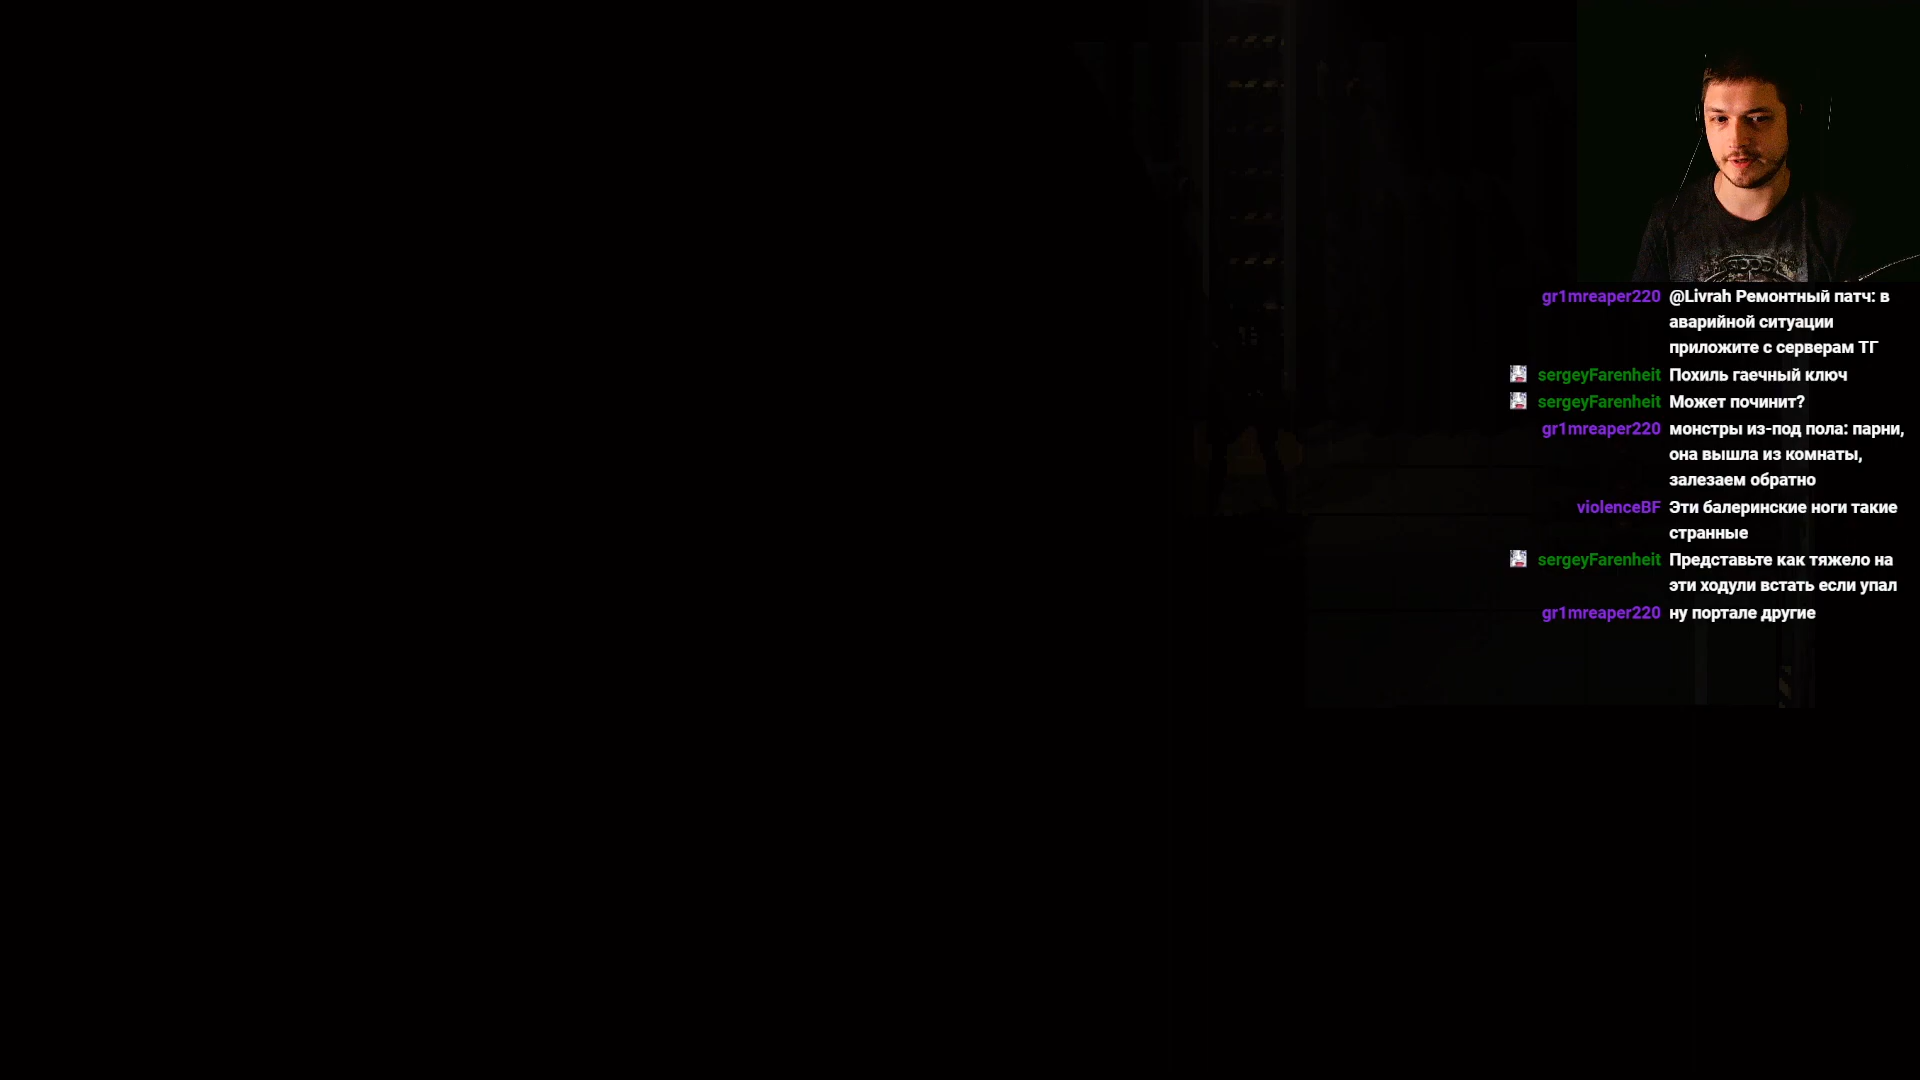 gr1mreaper220 @Livrah Ремонтный патч: в
аварийной ситуации
приложите с серверам ТГ
sergeyFarenheit Похиль гаечный ключ
sergeyFarenheit Может починит?
gr1mreaper220 монстры из-под пола: парни,
она вышла из комнаты,
залезаем обратно
violenceBF Эти балеринские ноги такие
странные
sergeyFarenheit Представьте как тяжело на
эти ходули встать если упал
gr1mreaper220 ну портале другие